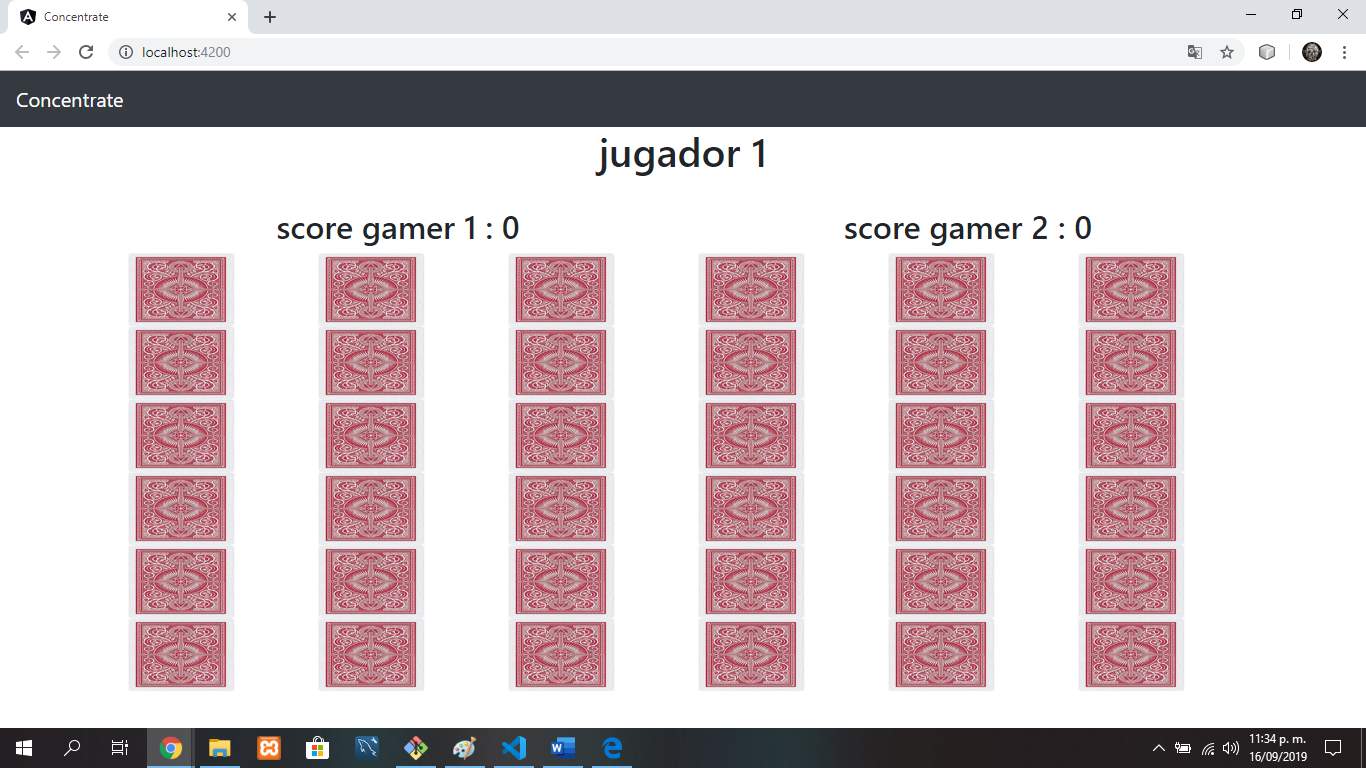 Concentrate
localhost:4200
Concentrate
jugador 1
score gamer 1 : 0
score gamer 2 : 0
11:34 p. m.
16/09/2019